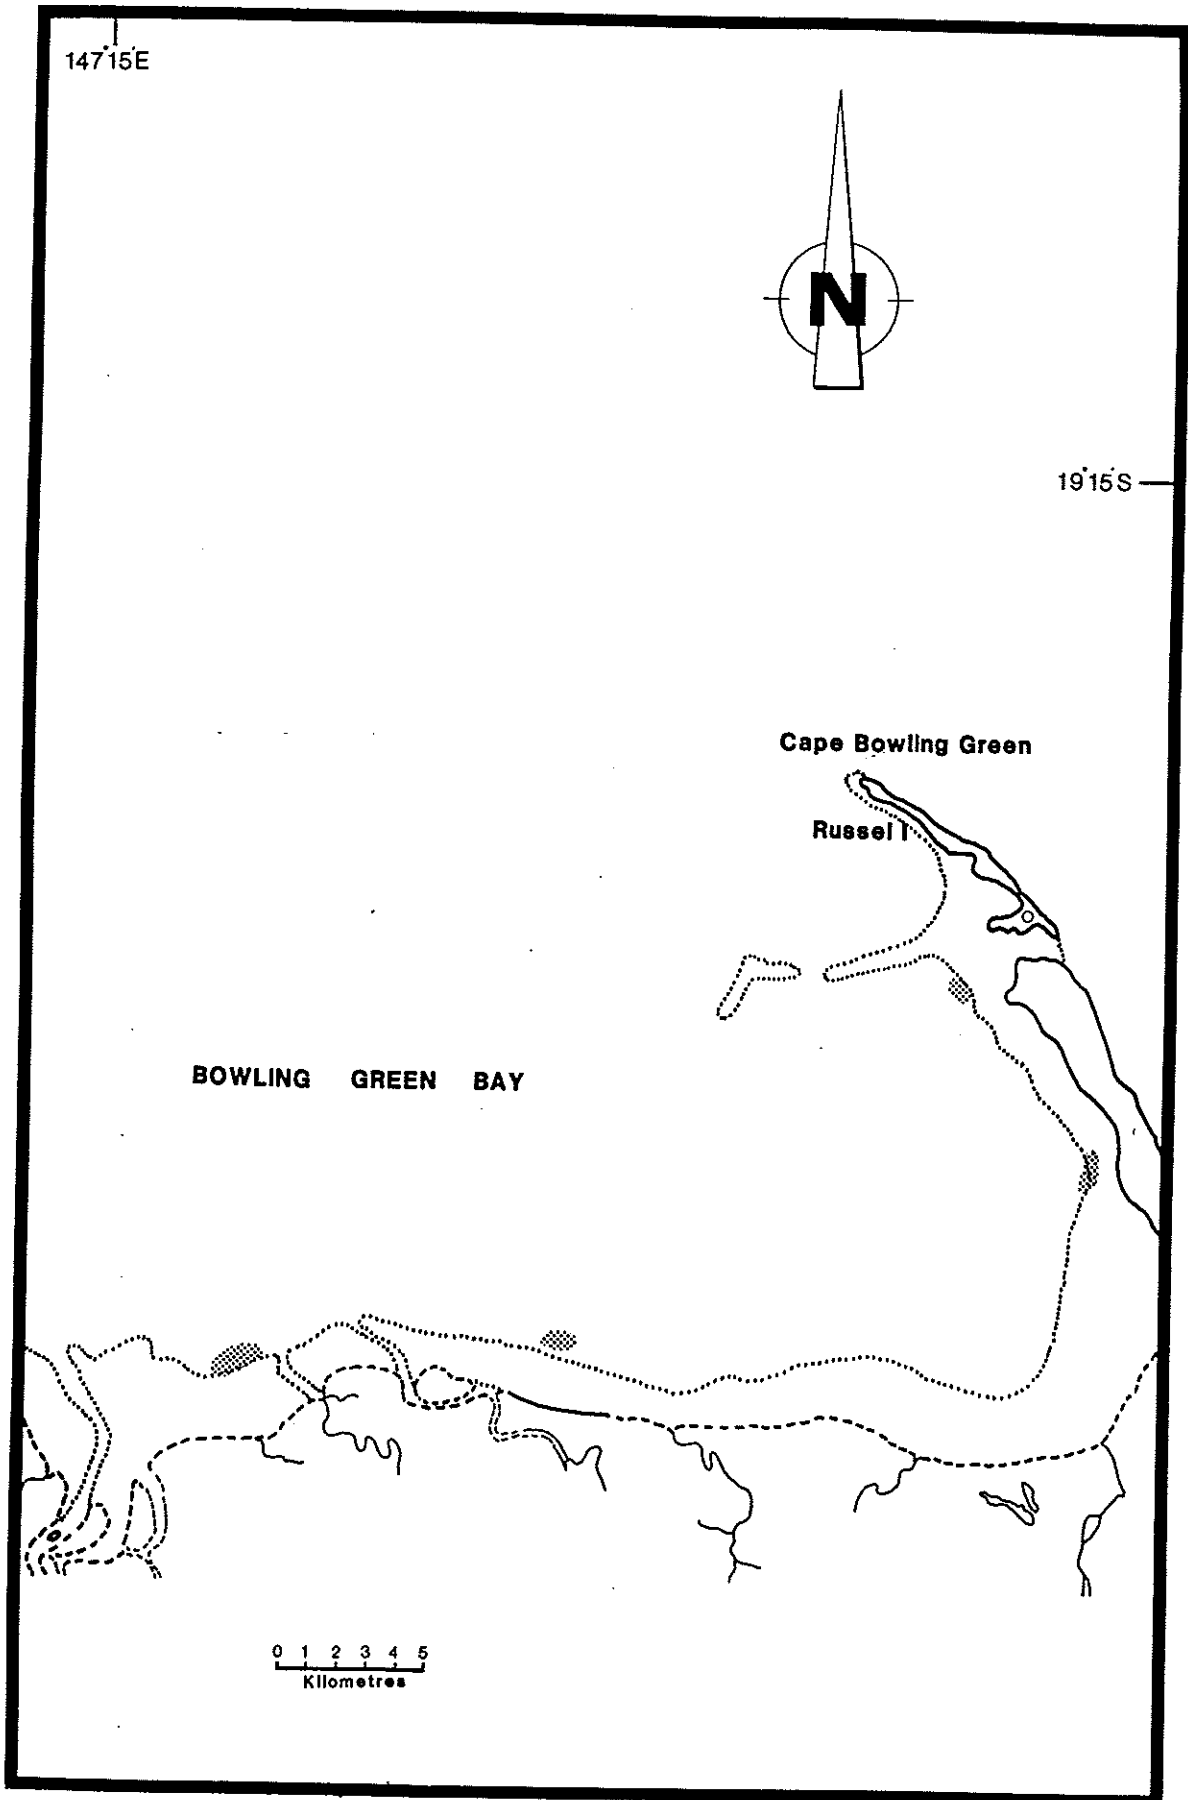 147°15'E
N
19°15'S
Cape Bowling Green
Russel I
BOWLING GREEN BAY
0 1 2 3 4 5
Kilometres